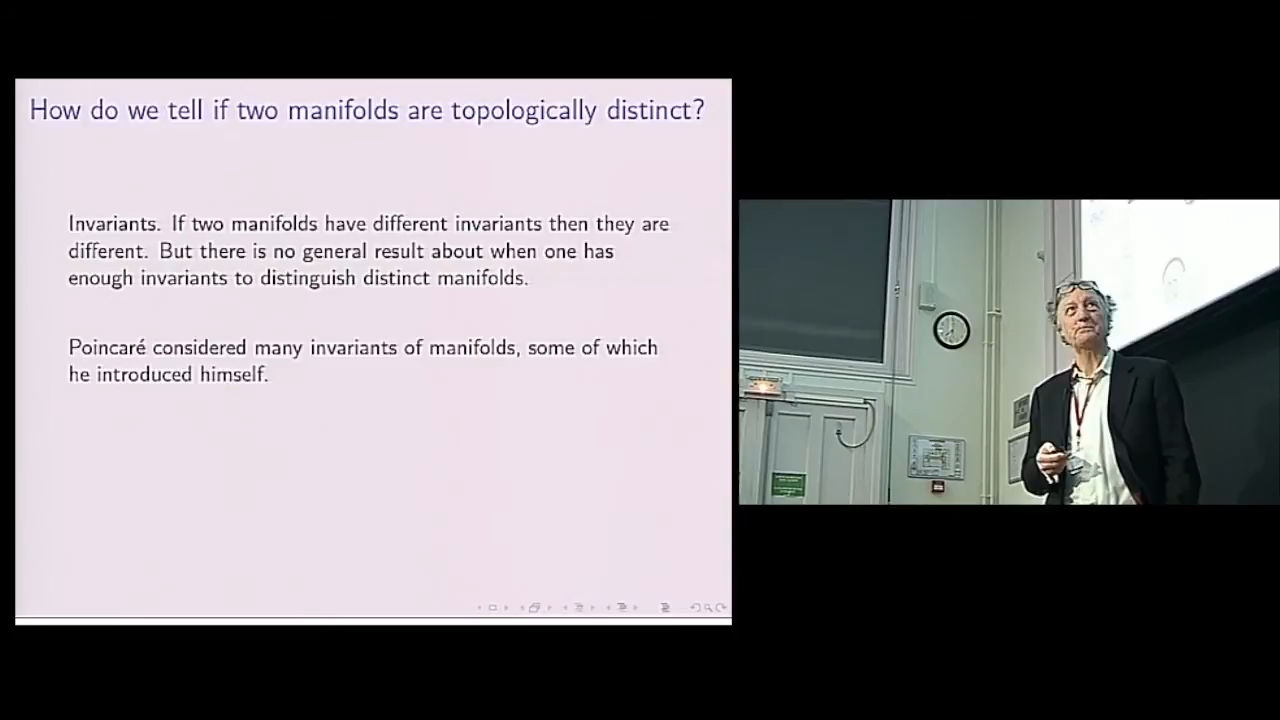 How do we tell if two manifolds are topologically distinct?
Invariants. If two manifolds have different invariants then they are
different. But there is no general result about when one has
enough invariants to distinguish distinct manifolds.
Poincaré considered many invariants of manifolds, some of which
he introduced himself.